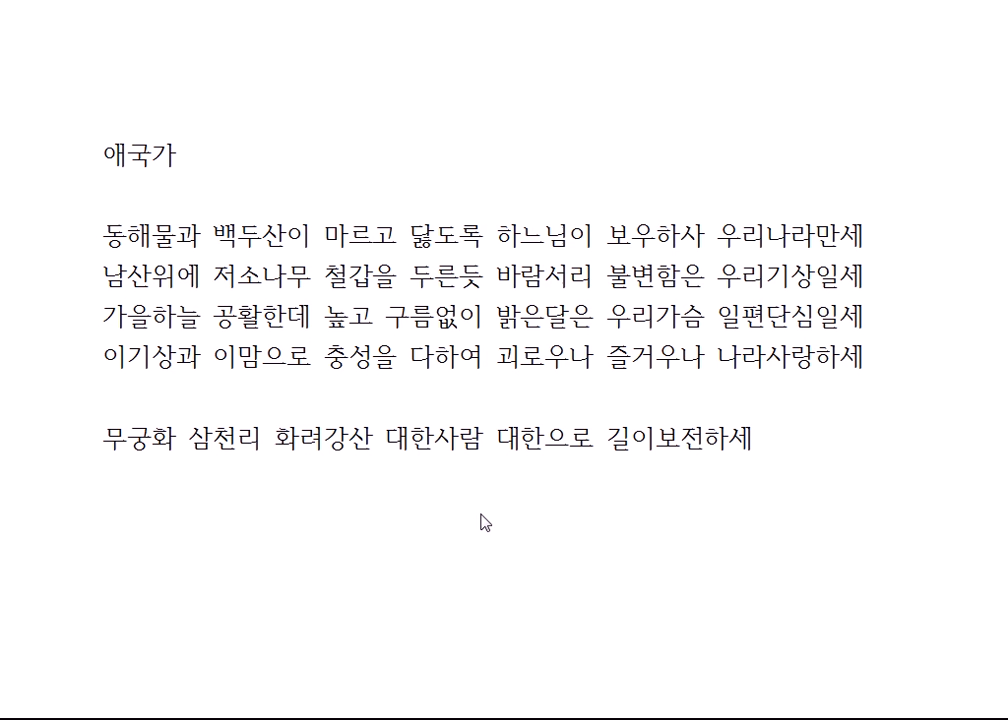 애국가
동해물과 백두산이 마르고 닳도록 하느님이 보우하사 우리나라만세
남산위에 저소나무 철갑을 두른듯 바람서리 불변함은 우리기상일세
가을하늘 공활한데 높고 구름없이 밝은달은 우리가슴 일편단심일세
이기상과 이맘으로 충성을 다하여 괴로우나 즐거우나 나라사랑하세
무궁화 삼천리 화려강산 대한사람 대한으로 길이보전하세